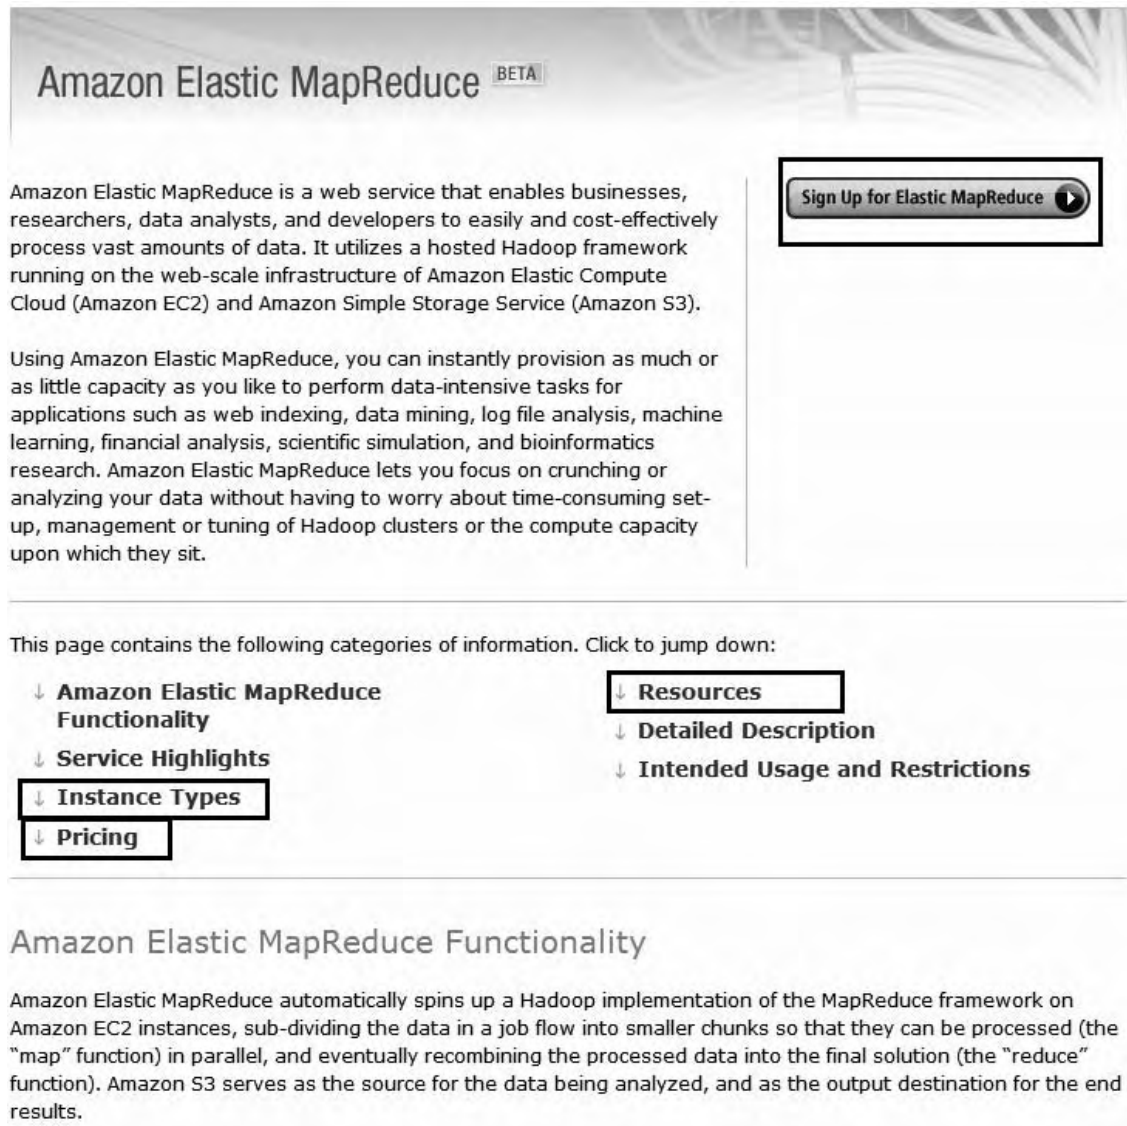 Amazon Elastic MapReduce BETA
Amazon Elastic MapReduce is a web service that enables businesses,
researchers, data analysts, and developers to easily and cost-effectively
process vast amounts of data. It utilizes a hosted Hadoop framework
running on the web-scale infrastructure of Amazon Elastic Compute
Cloud (Amazon EC2) and Amazon Simple Storage Service (Amazon S3).
Using Amazon Elastic MapReduce, you can instantly provision as much or
as little capacity as you like to perform data-intensive tasks for
applications such as web indexing, data mining, log file analysis, machine
learning, financial analysis, scientific simulation, and bioinformatics
research. Amazon Elastic MapReduce lets you focus on crunching or
analyzing your data without having to worry about time-consuming set-
up, management or tuning of Hadoop clusters or the compute capacity
upon which they sit.
Sign Up for Elastic MapReduce
This page contains the following categories of information. Click to jump down:
↓ Amazon Elastic MapReduce
Functionality
↓ Service Highlights
↓ Instance Types
↓ Pricing
↓ Resources
↓ Detailed Description
↓ Intended Usage and Restrictions
Amazon Elastic MapReduce Functionality
Amazon Elastic MapReduce automatically spins up a Hadoop implementation of the MapReduce framework on
Amazon EC2 instances, sub-dividing the data in a job flow into smaller chunks so that they can be processed (the
“map” function) in parallel, and eventually recombining the processed data into the final solution (the “reduce”
function). Amazon S3 serves as the source for the data being analyzed, and as the output destination for the end
results.